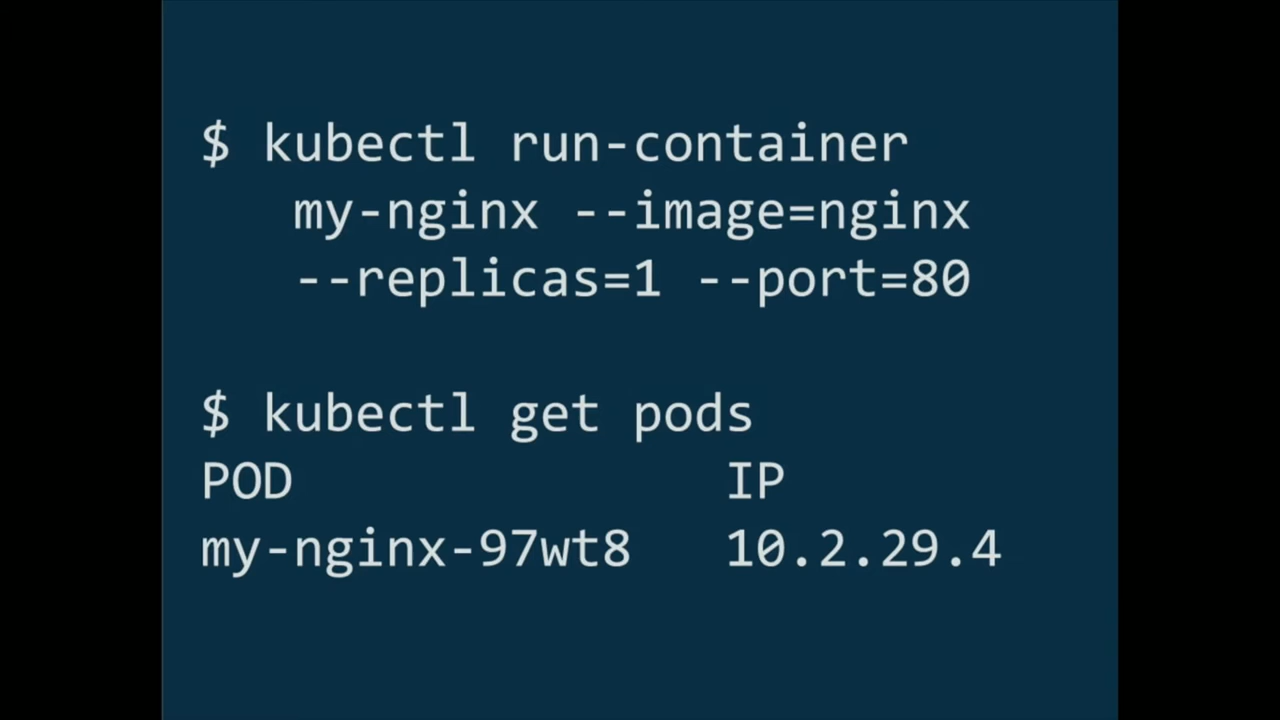 $ kubectl run-container
my-nginx --image=nginx
--replicas=1 --port=80
$ kubectl get pods
POD IP
my-nginx-97wt8 10.2.29.4